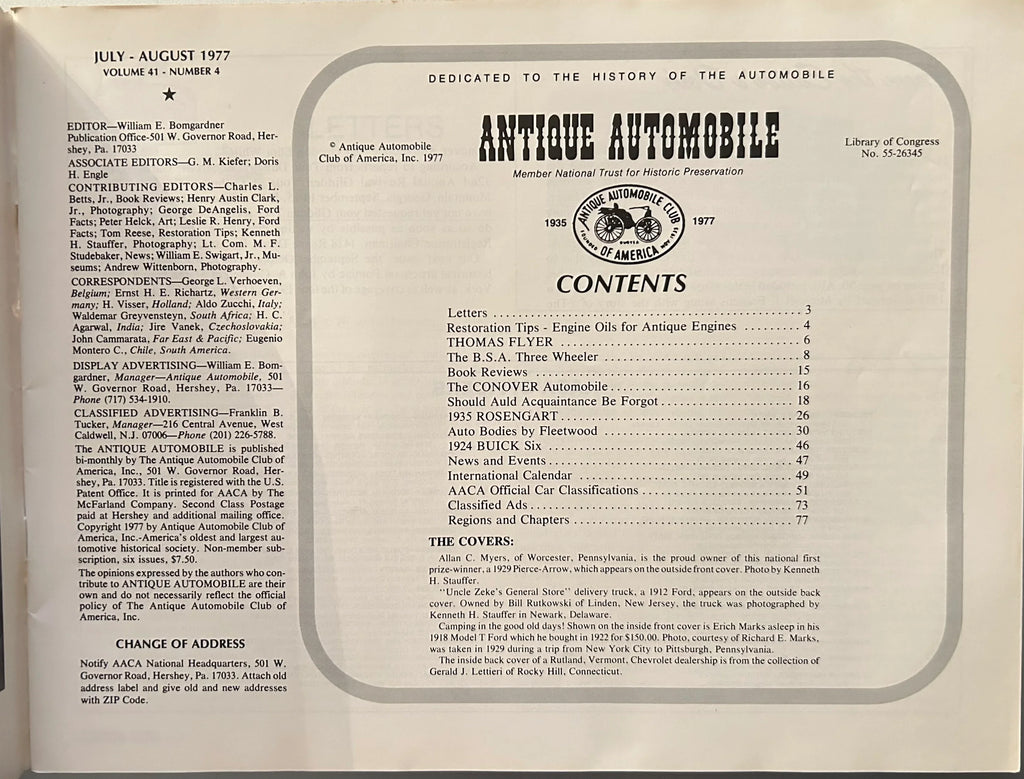 JULY - AUGUST 1977
VOLUME 41 - NUMBER 4
★
EDITOR—William E. Bomgardner
Publication Office-501 W. Governor Road, Her-
shey, Pa. 17033
ASSOCIATE EDITORS—G. M. Kiefer; Doris
H. Engle
CONTRIBUTING EDITORS—Charles L.
Betts, Jr., Book Reviews; Henry Austin Clark,
Jr., Photography; George DeAngelis, Ford
Facts; Peter Helck, Art; Leslie R. Henry, Ford
Facts; Tom Reese, Restoration Tips; Kenneth
H. Stauffer, Photography; Lt. Com. M. F.
Studebaker, News; William E. Swigart, Jr., Mu-
seums; Andrew Wittenborn, Photography.
CORRESPONDENTS—George L. Verhoeven,
Belgium; Ernst H. E. Richartz, Western Ger-
many; H. Visser, Holland; Aldo Zucchi, Italy;
Waldemar Greyvensteyn, South Africa; H. C.
Agarwal, India; Jire Vanek, Czechoslovakia;
John Cammarata, Far East & Pacific; Eugenio
Montero C., Chile, South America.
DISPLAY ADVERTISING—William E. Bom-
gardner, Manager—Antique Automobile, 501
W. Governor Road, Hershey, Pa. 17033—
Phone (717) 534-1910.
CLASSIFIED ADVERTISING—Franklin B.
Tucker, Manager—216 Central Avenue, West
Caldwell, N.J. 07006—Phone (201) 226-5788.
The ANTIQUE AUTOMOBILE is published
bi-monthly by The Antique Automobile Club of
America, Inc., 501 W. Governor Road, Her-
shey, Pa. 17033. Title is registered with the U.S.
Patent Office. It is printed for AACA by The
McFarland Company. Second Class Postage
paid at Hershey and additional mailing office.
Copyright 1977 by Antique Automobile Club of
America, Inc.-America's oldest and largest au-
tomotive historical society. Non-member sub-
scription, six issues, $7.50.
The opinions expressed by the authors who con-
tribute to ANTIQUE AUTOMOBILE are their
own and do not necessarily reflect the official
policy of The Antique Automobile Club of
America, Inc.
CHANGE OF ADDRESS
Notify AACA National Headquarters, 501 W.
Governor Road, Hershey, Pa. 17033. Attach old
address label and give old and new addresses
with ZIP Code.
DEDICATED TO THE HISTORY OF THE AUTOMOBILE
© Antique Automobile
Club of America, Inc. 1977
ANTIQUE AUTOMOBILE
Library of Congress
No. 55-26345
Member National Trust for Historic Preservation
1935
ANTIQUE AUTOMOBILE CLUB
OF AMERICA
1977
CONTENTS
Letters ........ 3
Restoration Tips - Engine Oils for Antique Engines ......... 4
THOMAS FLYER ........ 6
The B.S.A. Three Wheeler ........ 8
Book Reviews ........ 15
The CONOVER Automobile ........ 16
Should Auld Acquaintance Be Forgot ........ 18
1935 ROSENGART ........ 26
Auto Bodies by Fleetwood ........ 30
1924 BUICK Six ........ 46
News and Events ........ 47
International Calendar ........ 49
AACA Official Car Classifications ........ 51
Classified Ads ........ 73
Regions and Chapters ........ 77
THE COVERS:
Allan C. Myers, of Worcester, Pennsylvania, is the proud owner of this national first
prize-winner, a 1929 Pierce-Arrow, which appears on the outside front cover. Photo by Kenneth
H. Stauffer.
"Uncle Zeke's General Store" delivery truck, a 1912 Ford, appears on the outside back
cover. Owned by Bill Rutkowski of Linden, New Jersey, the truck was photographed by
Kenneth H. Stauffer in Newark, Delaware.
Camping in the good old days! Shown on the inside front cover is Erich Marks asleep in his
1918 Model T Ford which he bought in 1922 for $150.00. Photo, courtesy of Richard E. Marks,
was taken in 1929 during a trip from New York City to Pittsburgh, Pennsylvania.
The inside back cover of a Rutland, Vermont, Chevrolet dealership is from the collection of
Gerald J. Lettieri of Rocky Hill, Connecticut.